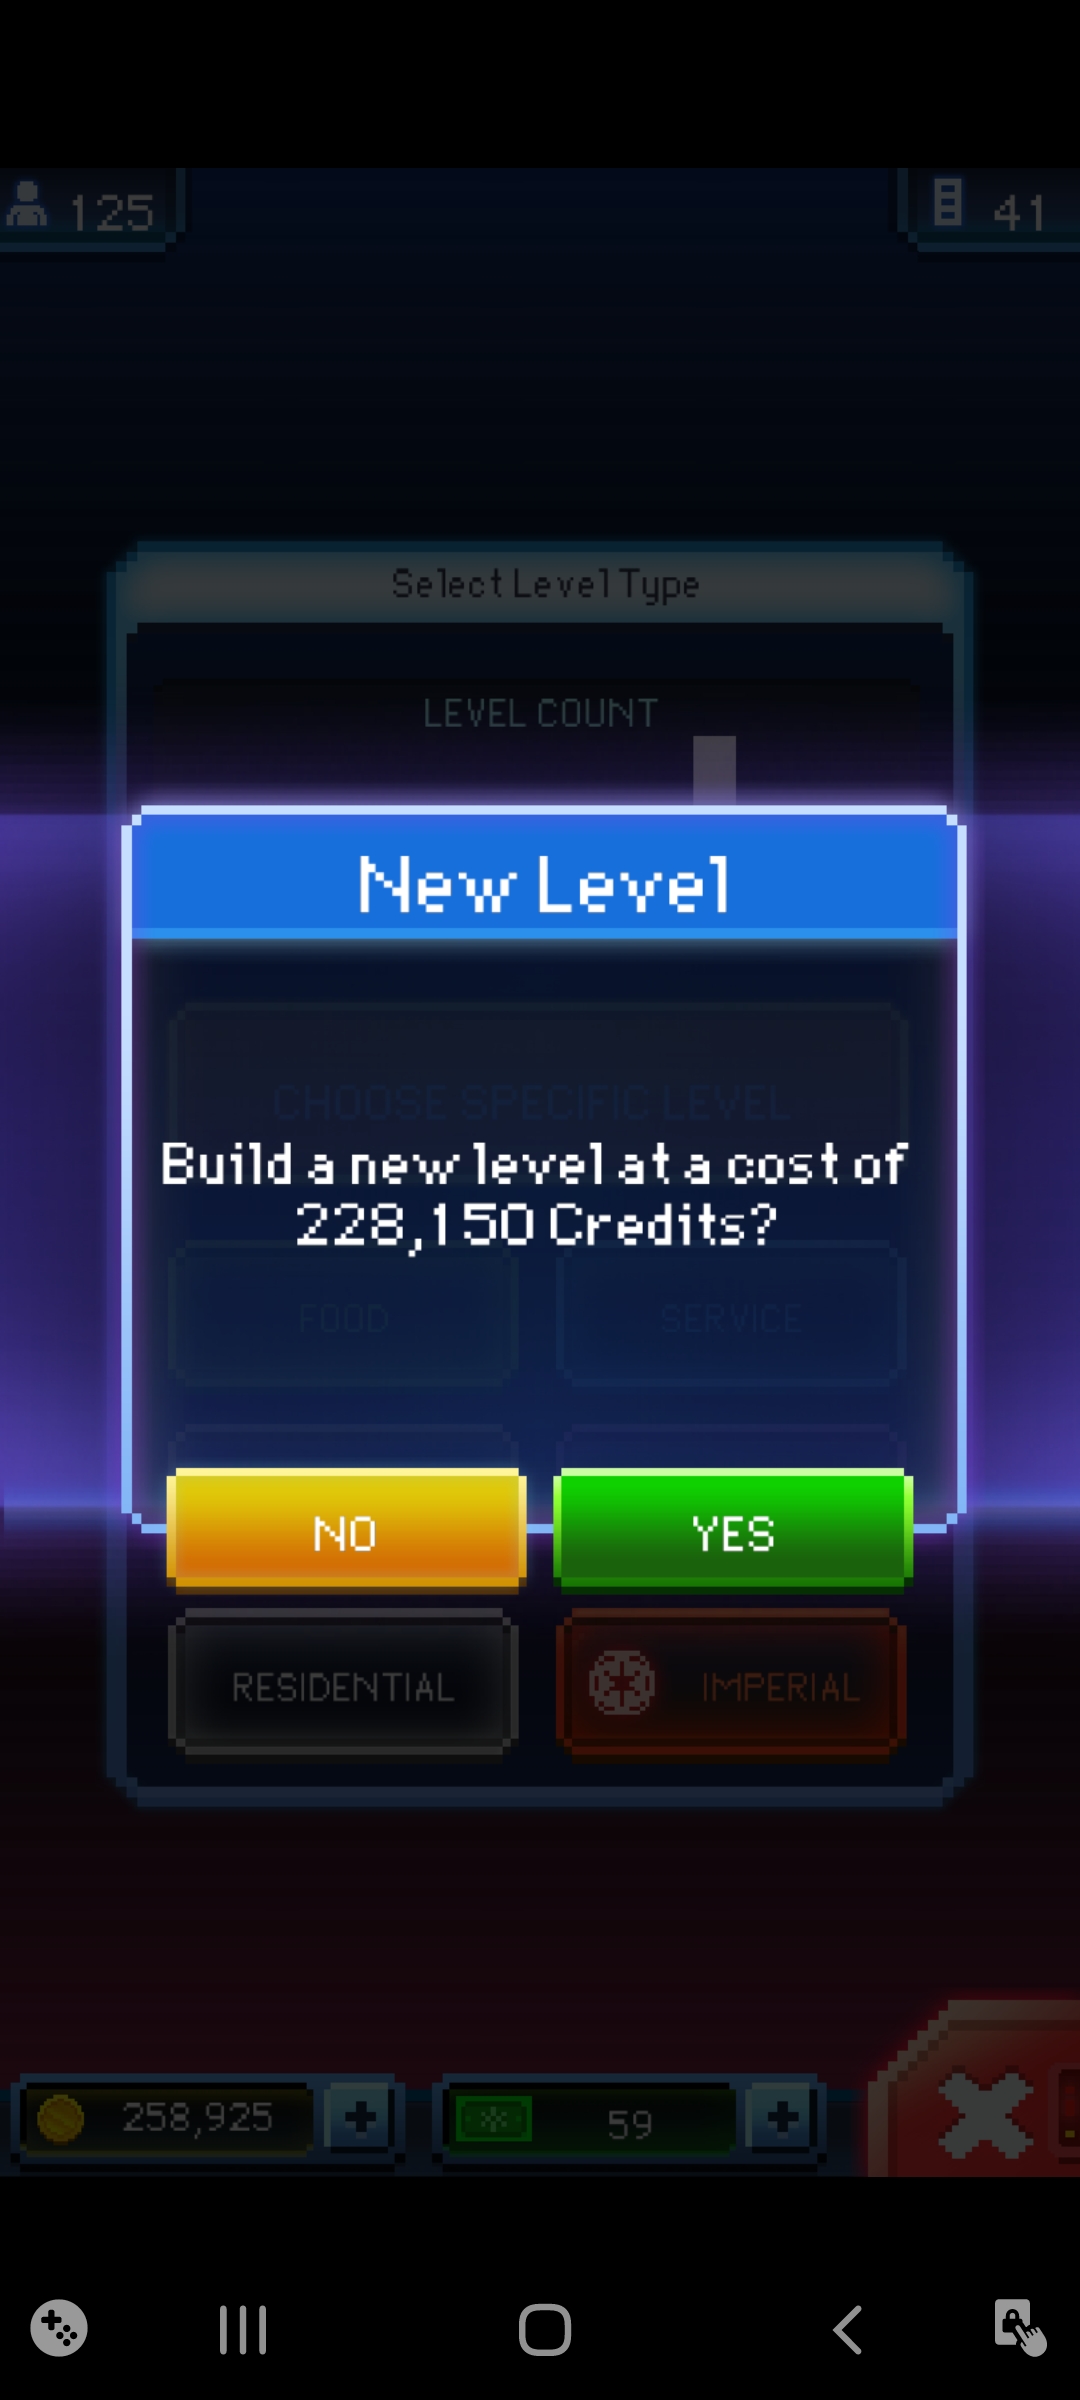 125
41
Select Level Type
LEVEL COUNT
New Level
CHOOSE SPECIFIC LEVEL
Build a new level at a cost of
228,150 Credits?
FOOD
SERVICE
NO
YES
RESIDENTIAL
IMPERIAL
258,925
59